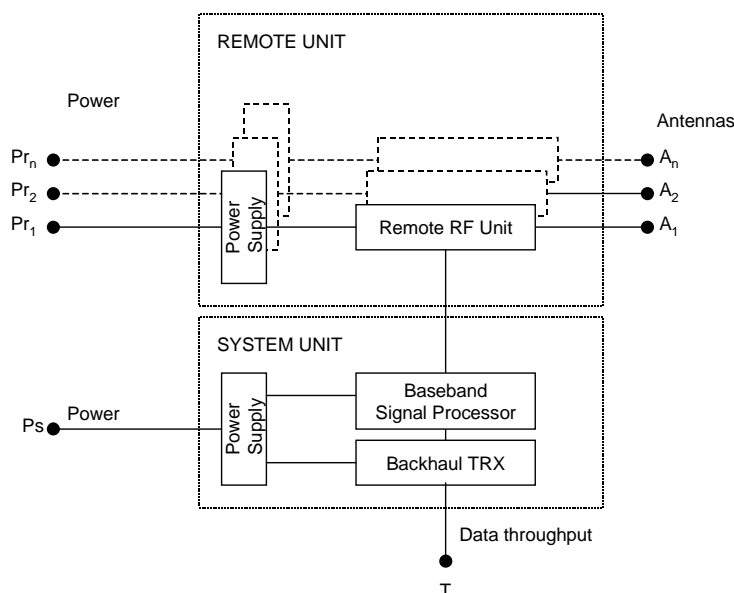 REMOTE UNIT
Power
Antennas
Prn
An
Pr2
A2
Pr1
Power
Supply
Remote RF Unit
A1
SYSTEM UNIT
Ps
Power
Power
Supply
Baseband
Signal Processor
Backhaul TRX
Data throughput
T